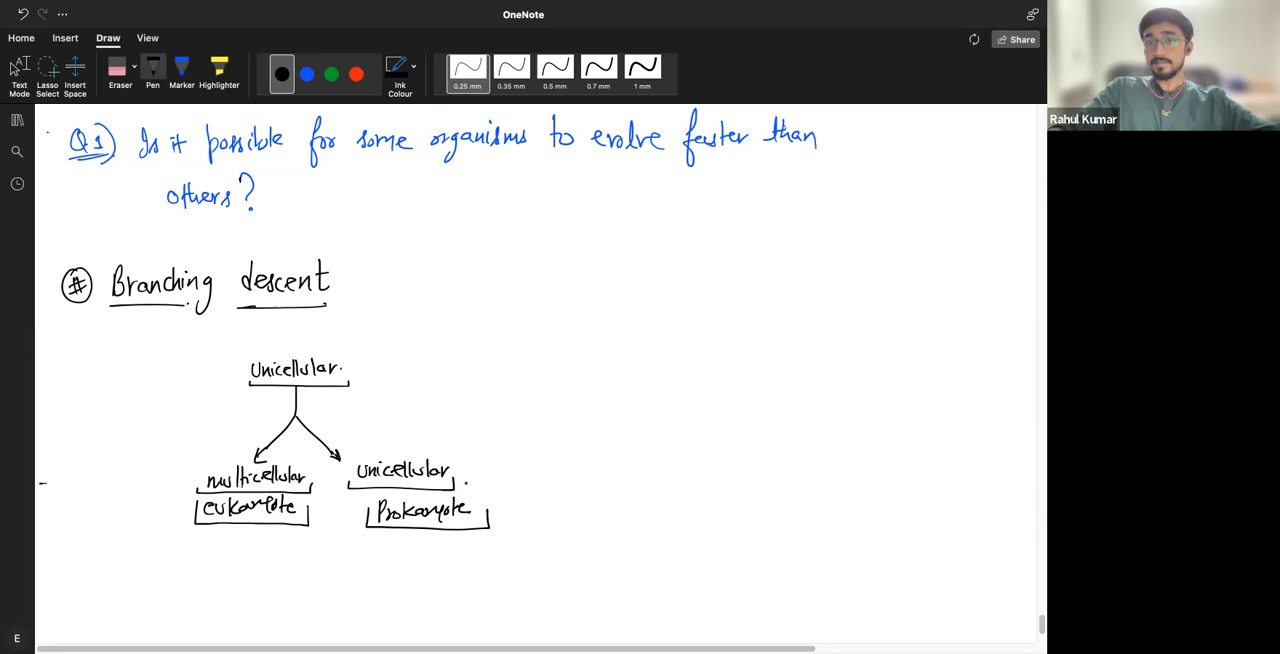 OneNote
Home Insert Draw View
Share
Text Mode
Lasso Select
Insert Space
Eraser
Pen
Marker
Highlighter
Ink Colour
0.25 mm 0.35 mm 0.5 mm 0.7 mm 1 mm
Rahul Kumar
Q1) Is it possible for some organisms to evolve faster than
others?
# Branching descent
Unicellular.
multicellular unicellular
eukaryote Prokaryote
E